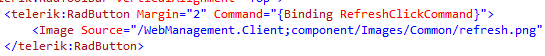 <telerik:RadButton Margin="2" Command="{Binding RefreshClickCommand}">
<Image Source="/WebManagement.Client;component/Images/Common/refresh.png"
</telerik:RadButton>